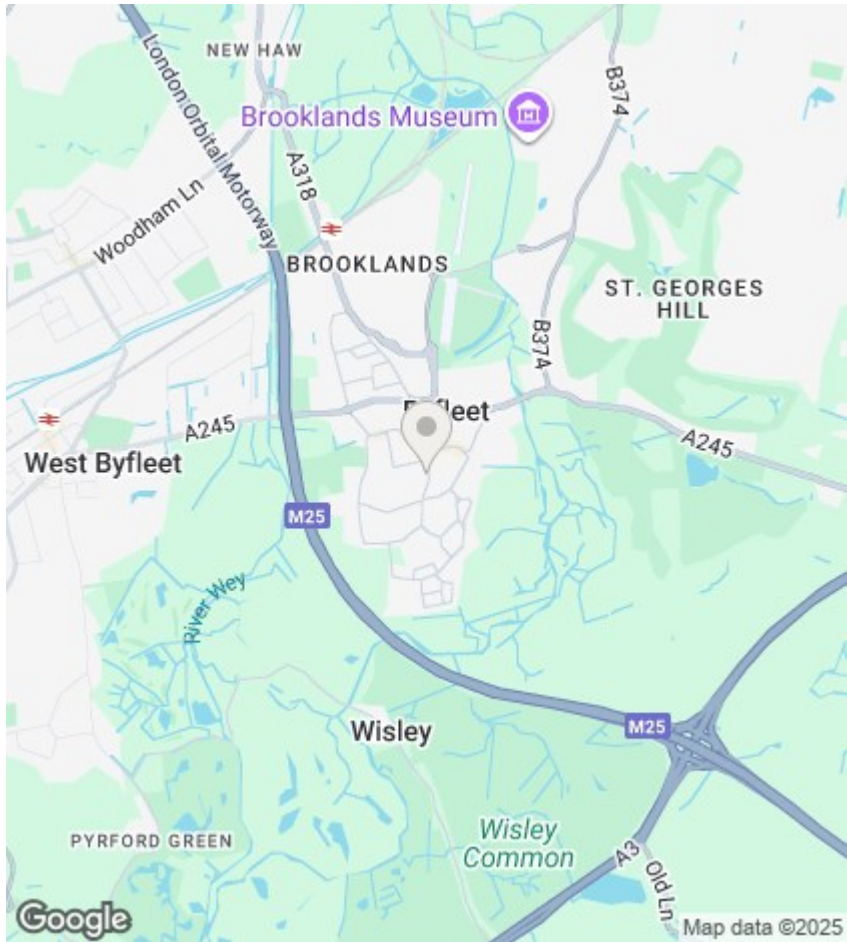 NEW HAW
London Orbital Motorway
B374
Brooklands Museum
A318
Woodham Ln
BROOKLANDS
ST. GEORGES
HILL
B374
A245
A245
West Byfleet
M25
River Wey
Wisley
M25
PYRFORD GREEN
Wisley
Common
A3
Old Ln
Google
Map data ©2025